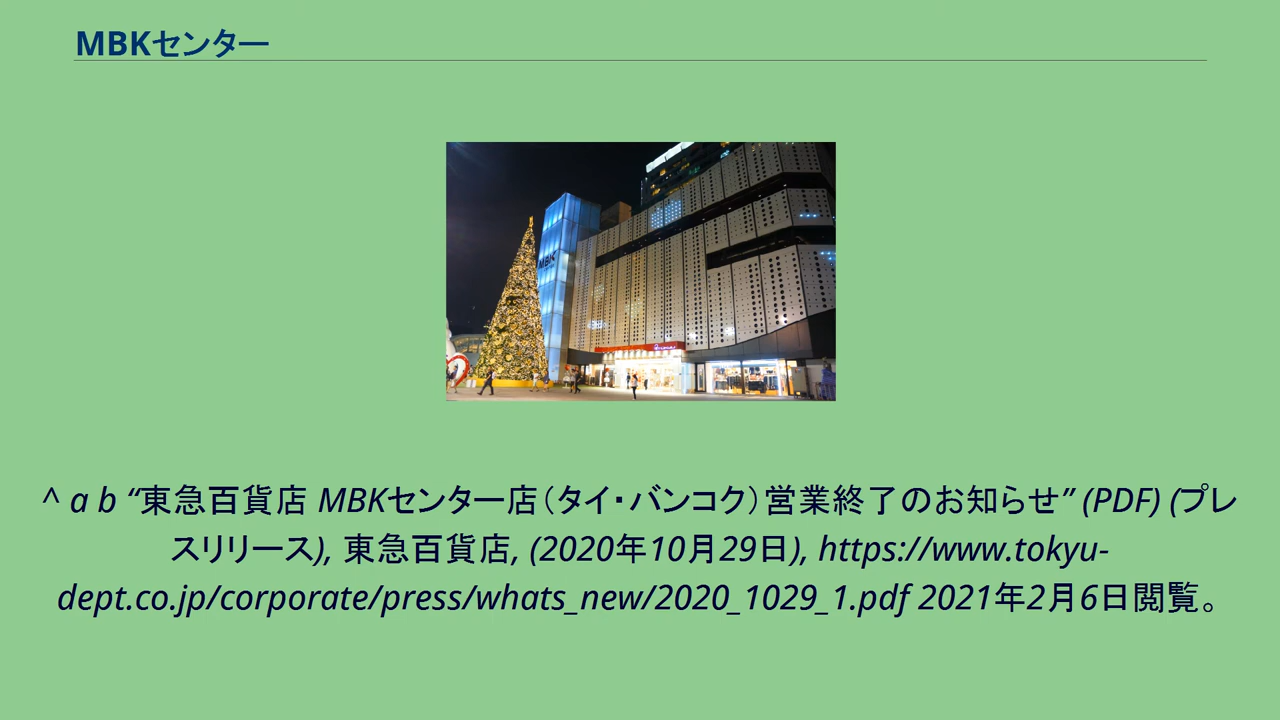 MBKセンター
MBK
^ a b “東急百貨店 MBKセンター店（タイ・バンコク）営業終了のお知らせ” (PDF) (プレ
スリリース), 東急百貨店, (2020年10月29日), https://www.tokyu-
dept.co.jp/corporate/press/whats_new/2020_1029_1.pdf 2021年2月6日閲覧。